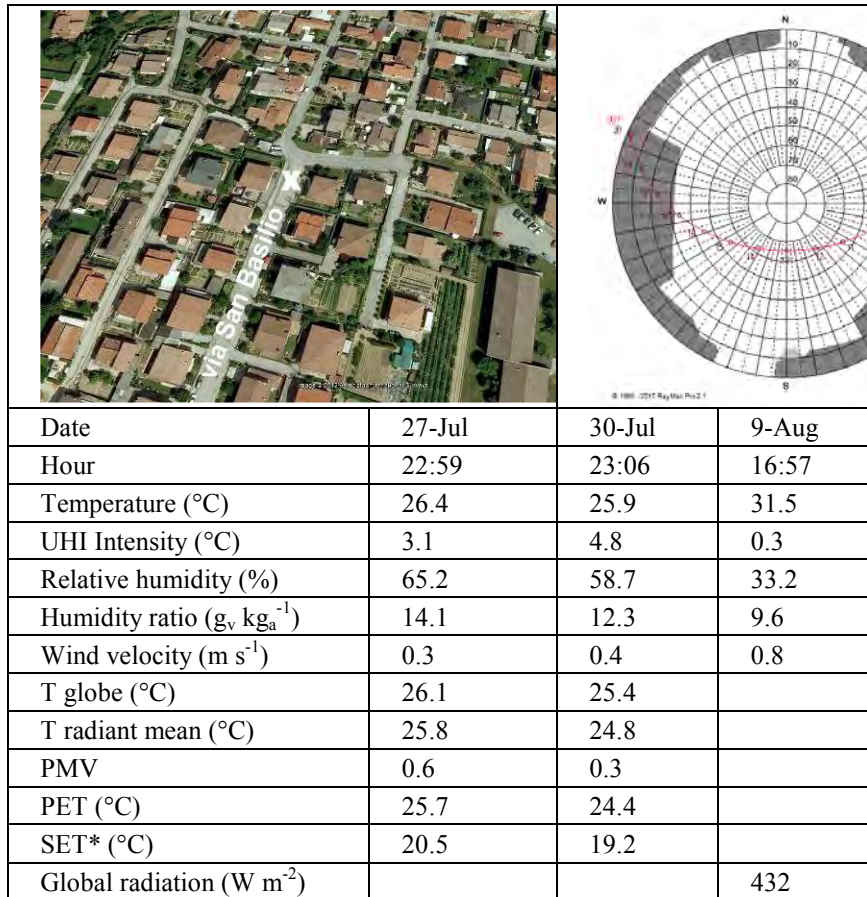 via San Basilio
N
10
20
30
40
50
60
70
80
W
S
Date 27-Jul 30-Jul 9-Aug
Hour 22:59 23:06 16:57
Temperature (°C) 26.4 25.9 31.5
UHI Intensity (°C) 3.1 4.8 0.3
Relative humidity (%) 65.2 58.7 33.2
Humidity ratio (gᵥ kgₐ⁻¹) 14.1 12.3 9.6
Wind velocity (m s⁻¹) 0.3 0.4 0.8
T globe (°C) 26.1 25.4
T radiant mean (°C) 25.8 24.8
PMV 0.6 0.3
PET (°C) 25.7 24.4
SET* (°C) 20.5 19.2
Global radiation (W m⁻²) 432